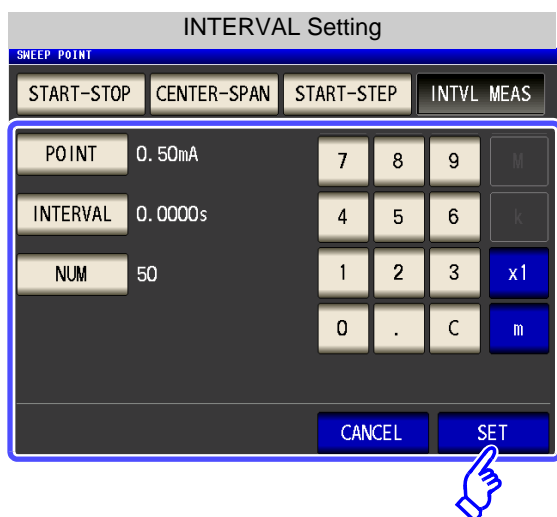 INTERVAL Setting
SWEEP POINT
START-STOP CENTER-SPAN START-STEP INTVL MEAS
POINT 0.50mA 7 8 9 M
INTERVAL 0.0000s 4 5 6 k
NUM 50 1 2 3 x1
0 . C m
CANCEL SET